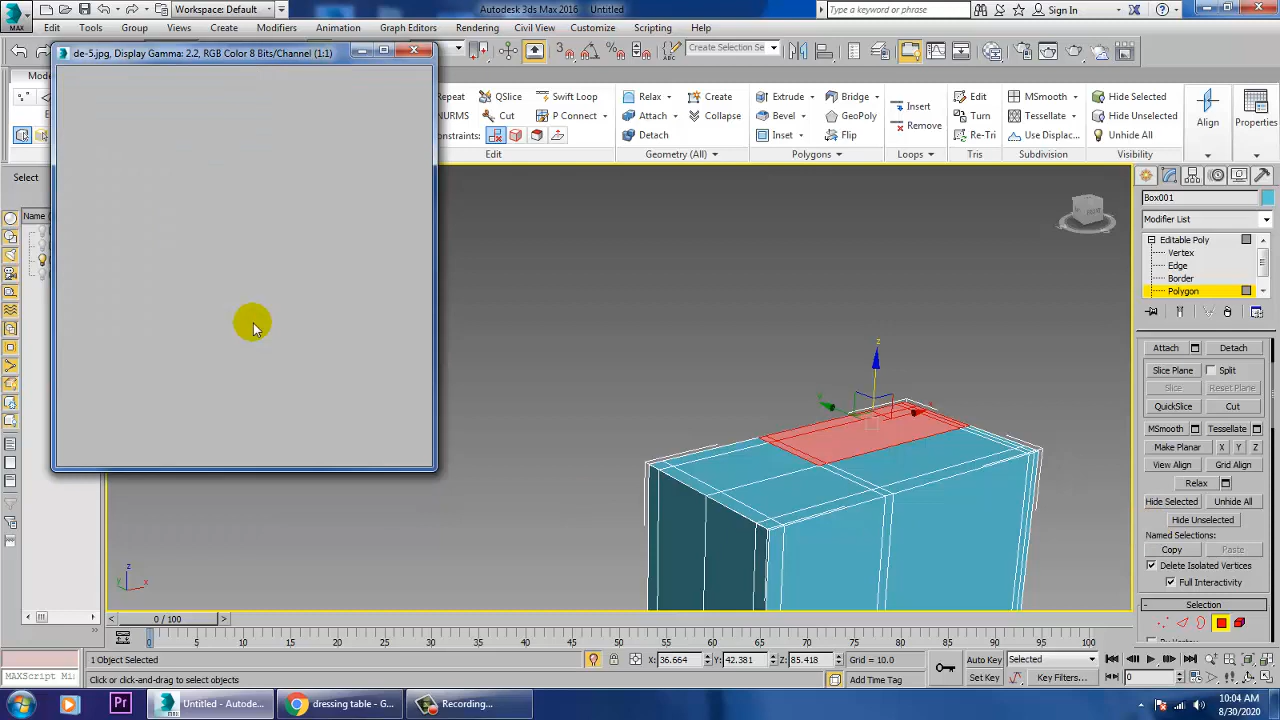 MAX
Workspace: Default
Autodesk 3ds Max 2016 Untitled
Type a keyword or phrase
Sign In
Edit Tools Group Views Create Modifiers Animation Graph Editors Rendering Civil View Customize Scripting Help
de-5.jpg, Display Gamma: 2.2, RGB Color 8 Bits/Channel (1:1)
Create Selection Se
Mode
Repeat QSlice Swift Loop
NURMS Cut P Connect
Constraints:
Edit
Relax Create
Attach Collapse
Detach
Geometry (All)
Extrude Bridge
Bevel GeoPoly
Inset Flip
Polygons
Insert
Remove
Loops
Edit
Turn
Re-Tri
Tris
MSmooth
Tessellate
Use Displac...
Subdivision
Hide Selected
Hide Unselected
Unhide All
Visibility
Align
Properties
Select
Name (
Box001
Modifier List
Editable Poly
Vertex
Edge
Border
Polygon
Attach Detach
Slice Plane Split
Slice Reset Plane
QuickSlice Cut
MSmooth Tessellate
Make Planar X Y Z
View Align Grid Align
Relax
Hide Selected Unhide All
Hide Unselected
Named Selections:
Copy Paste
Delete Isolated Vertices
Full Interactivity
Selection
By Vertex
z
x
y
z
x
y
0 / 100
0 5 10 15 20 25 30 35 40 45 50 55 60 65 70 75 80 85 90 95 100
1 Object Selected
X: 36.664 Y: 42.381 Z: 85.418 Grid = 10.0
Auto Key Selected
MAXScript Mi
Click or click-and-drag to select objects
Add Time Tag
Set Key Key Filters...
0
Untitled - Autode...
dressing table - G...
Recording...
Pr
10:04 AM
8/30/2020